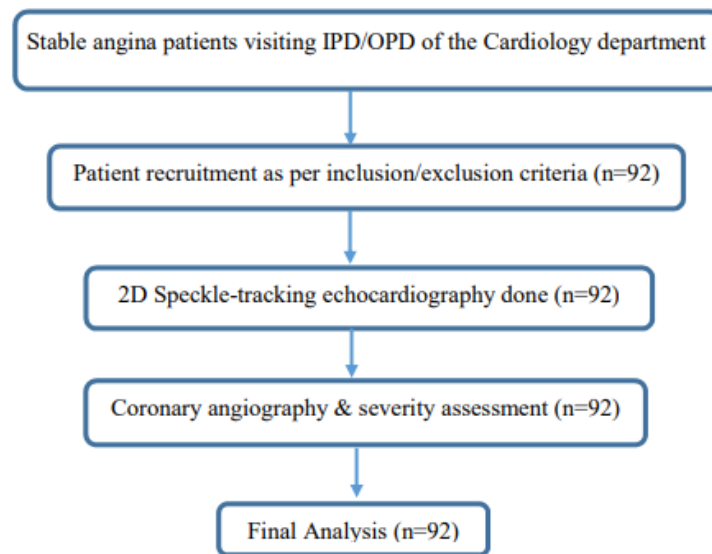 Stable angina patients visiting IPD/OPD of the Cardiology department
Patient recruitment as per inclusion/exclusion criteria (n=92)
2D Speckle-tracking echocardiography done (n=92)
Coronary angiography & severity assessment (n=92)
Final Analysis (n=92)